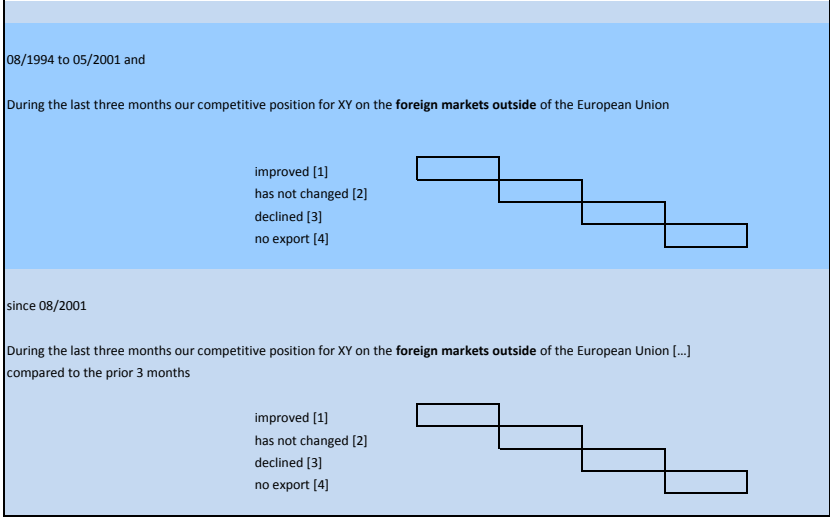 08/1994 to 05/2001 and
During the last three months our competitive position for XY on the foreign markets outside of the European Union
improved [1]
has not changed [2]
declined [3]
no export [4]
since 08/2001
During the last three months our competitive position for XY on the foreign markets outside of the European Union […]
compared to the prior 3 months
improved [1]
has not changed [2]
declined [3]
no export [4]